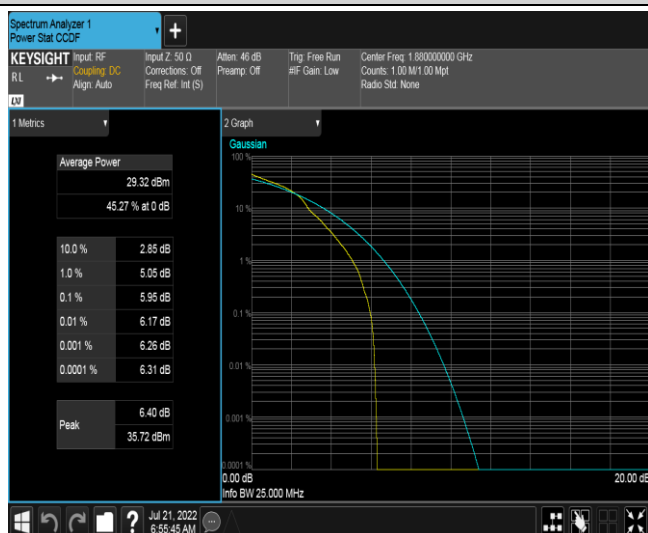 Spectrum Analyzer 1
Power Stat CCDF
KEYSIGHT
RL
LXI
Input: RF
Coupling: DC
Align: Auto
Input Z: 50 Ω
Corrections: Off
Freq Ref: Int (S)
Atten: 46 dB
Preamp: Off
Trig: Free Run
#IF Gain: Low
Center Freq: 1.880000000 GHz
Counts: 1.00 M/1.00 Mpt
Radio Std: None
1 Metrics
Average Power
29.32 dBm
45.27 % at 0 dB
10.0 % 2.85 dB
1.0 % 5.05 dB
0.1 % 5.95 dB
0.01 % 6.17 dB
0.001 % 6.26 dB
0.0001 % 6.31 dB
Peak
6.40 dB
35.72 dBm
2 Graph
Gaussian
100 %
10 %
1 %
0.1 %
0.01 %
0.001 %
0.0001 %
0.00 dB
20.00 dB
Info BW 25.000 MHz
?
Jul 21, 2022
6:55:45 AM